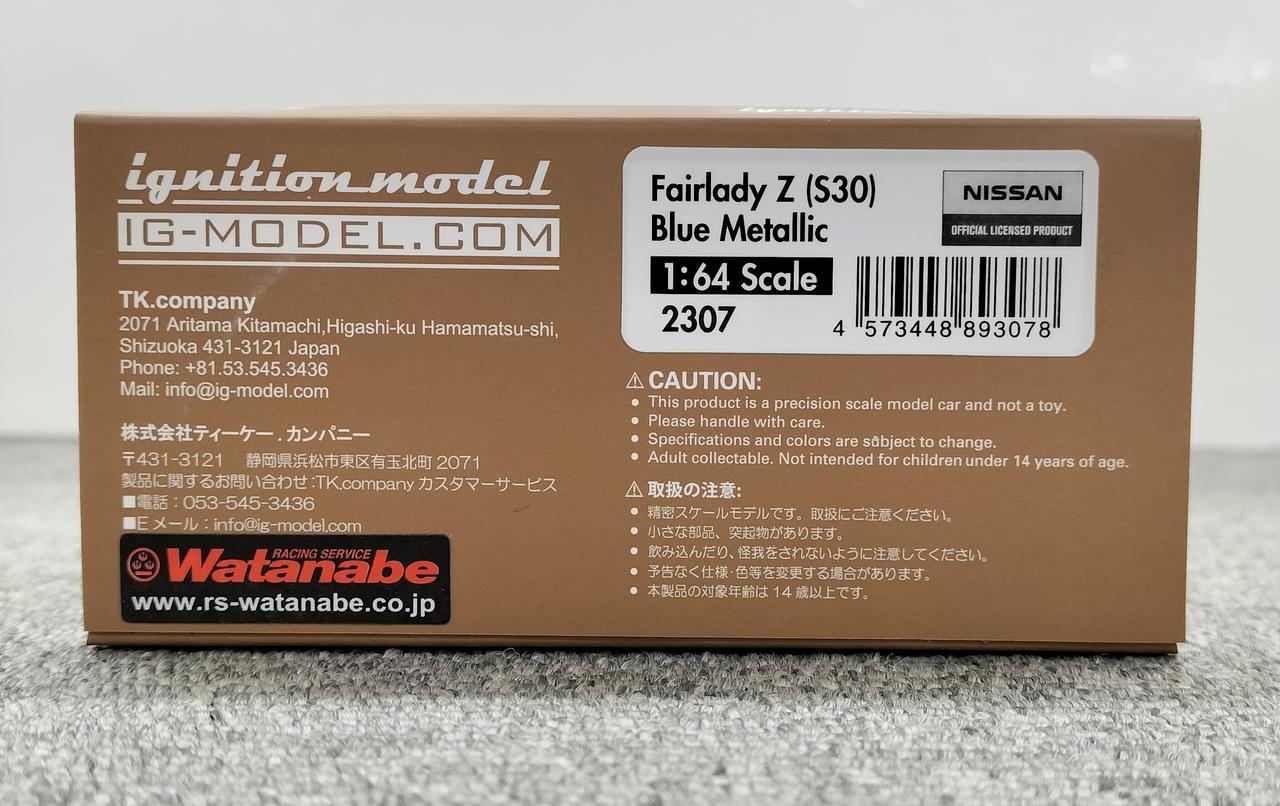 ignition model
IG-MODEL.COM
TK.company
2071 Aritama Kitamachi,Higashi-ku Hamamatsu-shi,
Shizuoka 431-3121 Japan
Phone: +81.53.545.3436
Mail: info@ig-model.com
株式会社ティーケー.カンパニー
〒431-3121 静岡県浜松市東区有玉北町 2071
製品に関するお問い合わせ:TK.company カスタマーサービス
■電話:053-545-3436
■E メール:info@ig-model.com
RACING SERVICE
Watanabe
www.rs-watanabe.co.jp
Fairlady Z (S30)
Blue Metallic
1:64 Scale
2307
NISSAN
OFFICIAL LICENSED PRODUCT
4 573448 893078
⚠ CAUTION:
● This product is a precision scale model car and not a toy.
● Please handle with care.
● Specifications and colors are subject to change.
● Adult collectable. Not intended for children under 14 years of age.
⚠ 取扱の注意:
● 精密スケールモデルです。取扱にご注意ください。
● 小さな部品、突起物があります。
● 飲み込んだり、怪我をされないように注意してください。
● 予告なく仕様·色等を変更する場合があります。
● 本製品の対象年齢は 14 歳以上です。